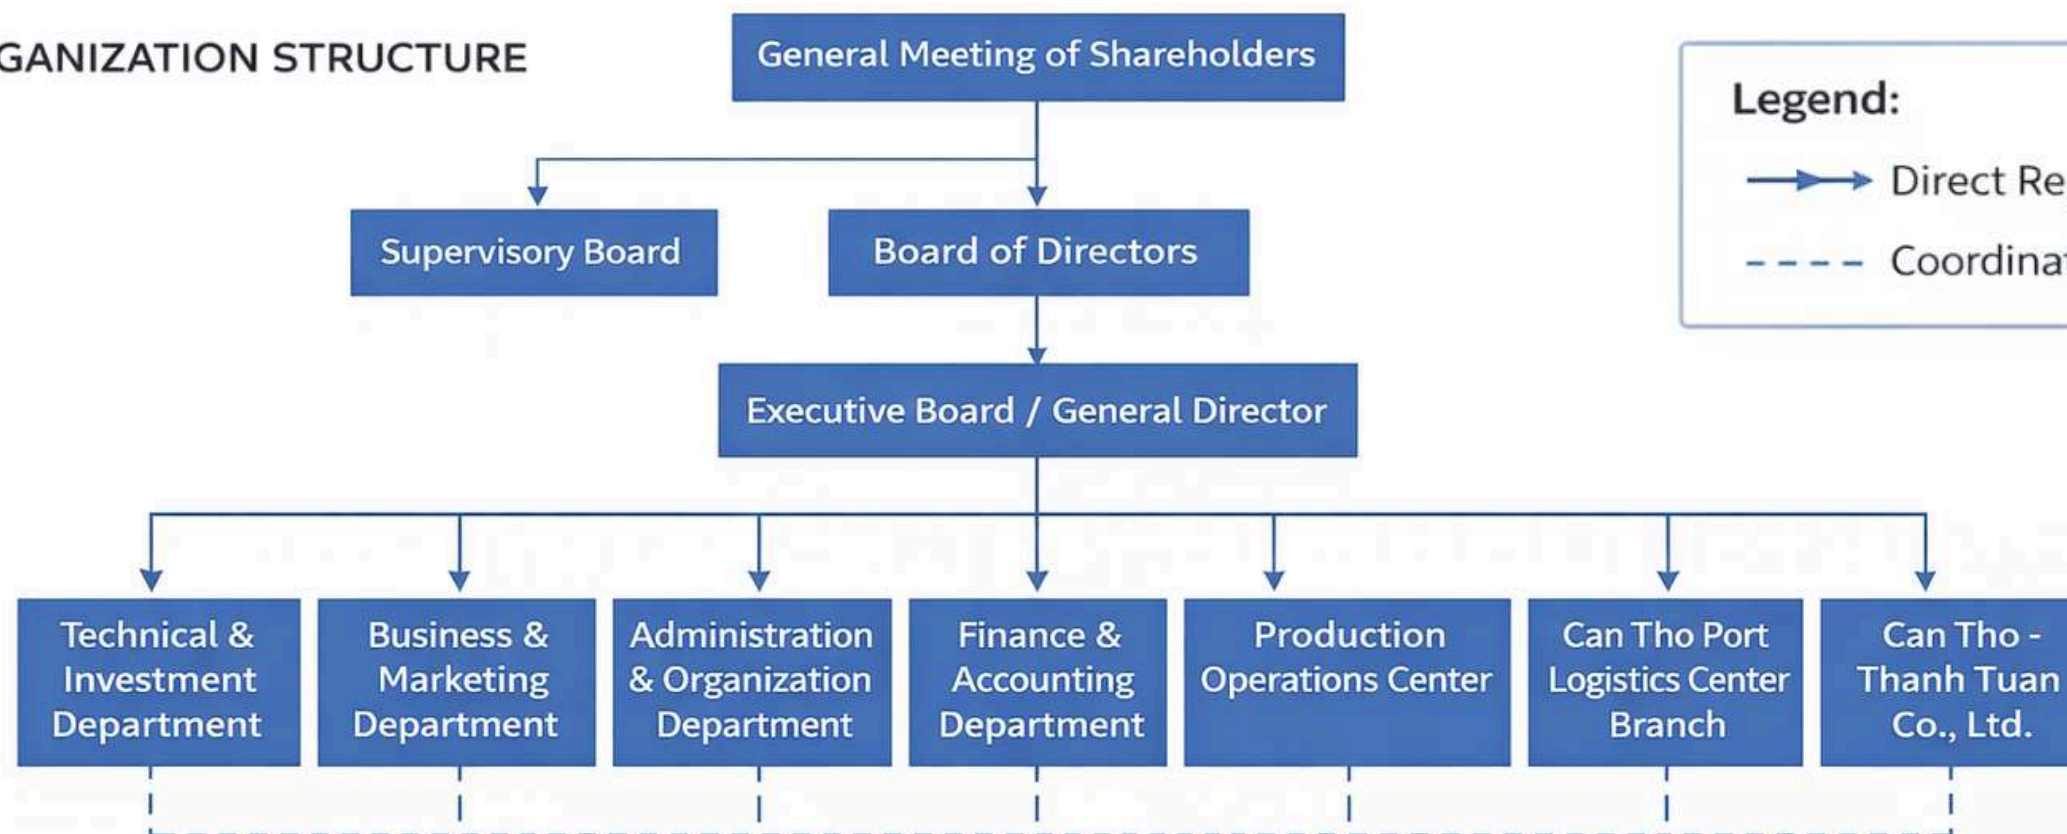 GANIZATION STRUCTURE
General Meeting of Shareholders
Legend:
Direct Re
Coordinat
Supervisory Board
Board of Directors
Executive Board / General Director
Technical &
Investment
Department
Business &
Marketing
Department
Administration
& Organization
Department
Finance &
Accounting
Department
Production
Operations Center
Can Tho Port
Logistics Center
Branch
Can Tho -
Thanh Tuan
Co., Ltd.